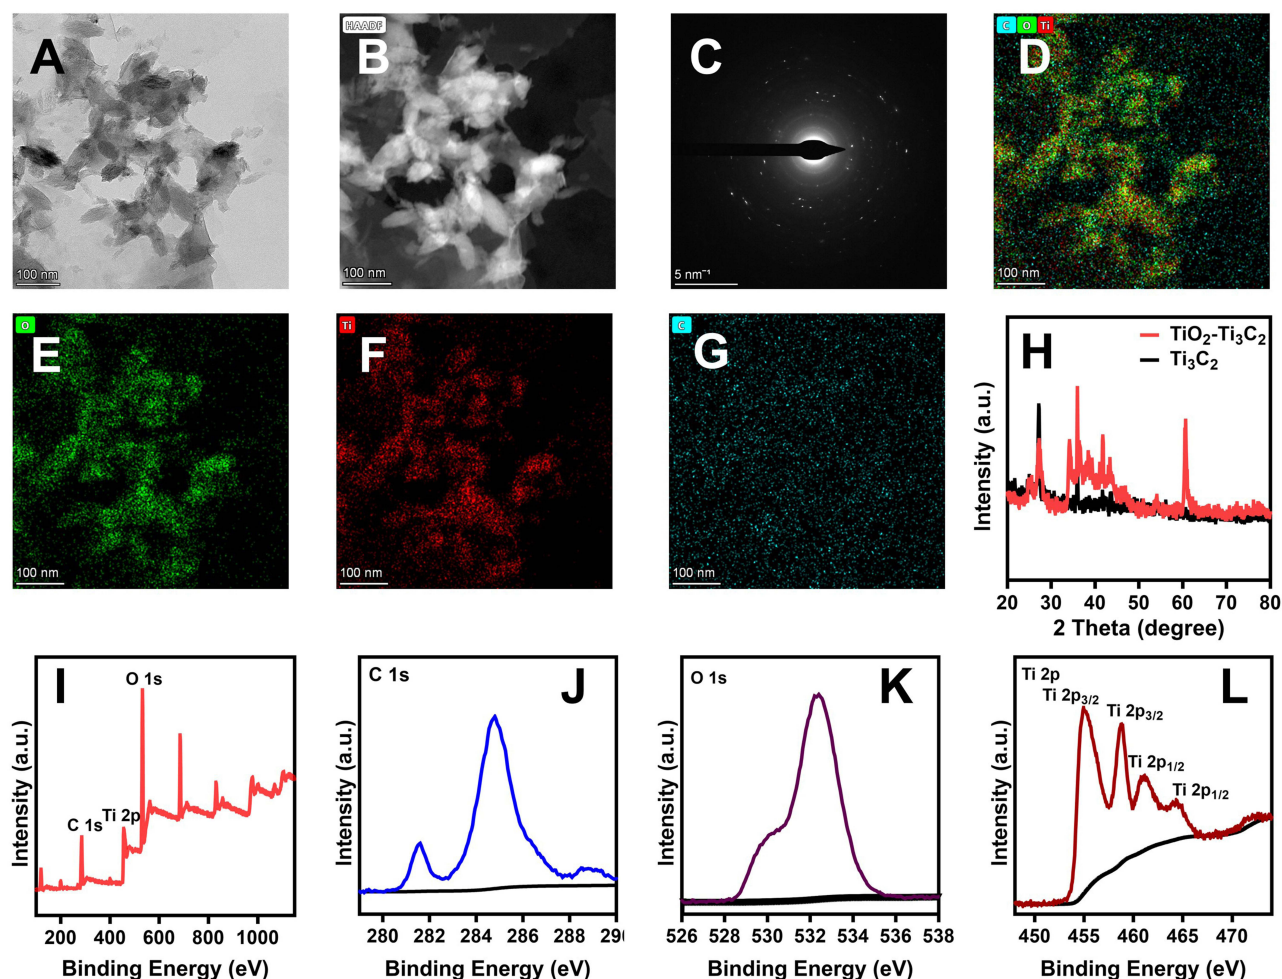 A
100 nm
HAADF
B
100 nm
C
5 nm⁻¹
C O Ti
D
100 nm
O
E
100 nm
Ti
F
100 nm
C
G
100 nm
H
TiO₂-Ti₃C₂
Ti₃C₂
Intensity (a.u.)
20 30 40 50 60 70 80
2 Theta (degree)
I
O 1s
C 1s
Ti 2p
Intensity (a.u.)
200 400 600 800 1000
Binding Energy (eV)
C 1s
J
Intensity (a.u.)
280 282 284 286 288 290
Binding Energy (eV)
O 1s
K
Intensity (a.u.)
526 528 530 532 534 536 538
Binding Energy (eV)
Ti 2p
L
Ti 2p₃/₂
Ti 2p₃/₂
Ti 2p₁/₂
Ti 2p₁/₂
Intensity (a.u.)
450 455 460 465 470
Binding Energy (eV)